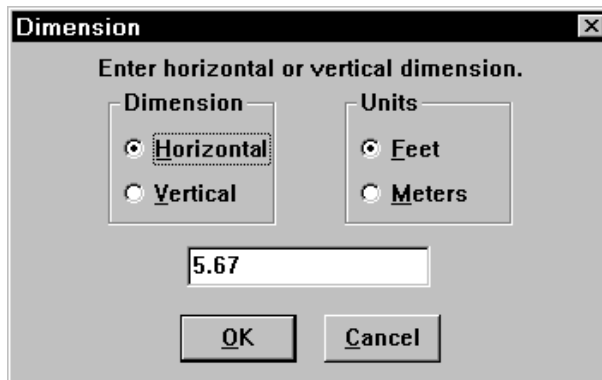 Dimension
Enter horizontal or vertical dimension.
Dimension
Horizontal
Vertical
Units
Feet
Meters
5.67
OK
Cancel